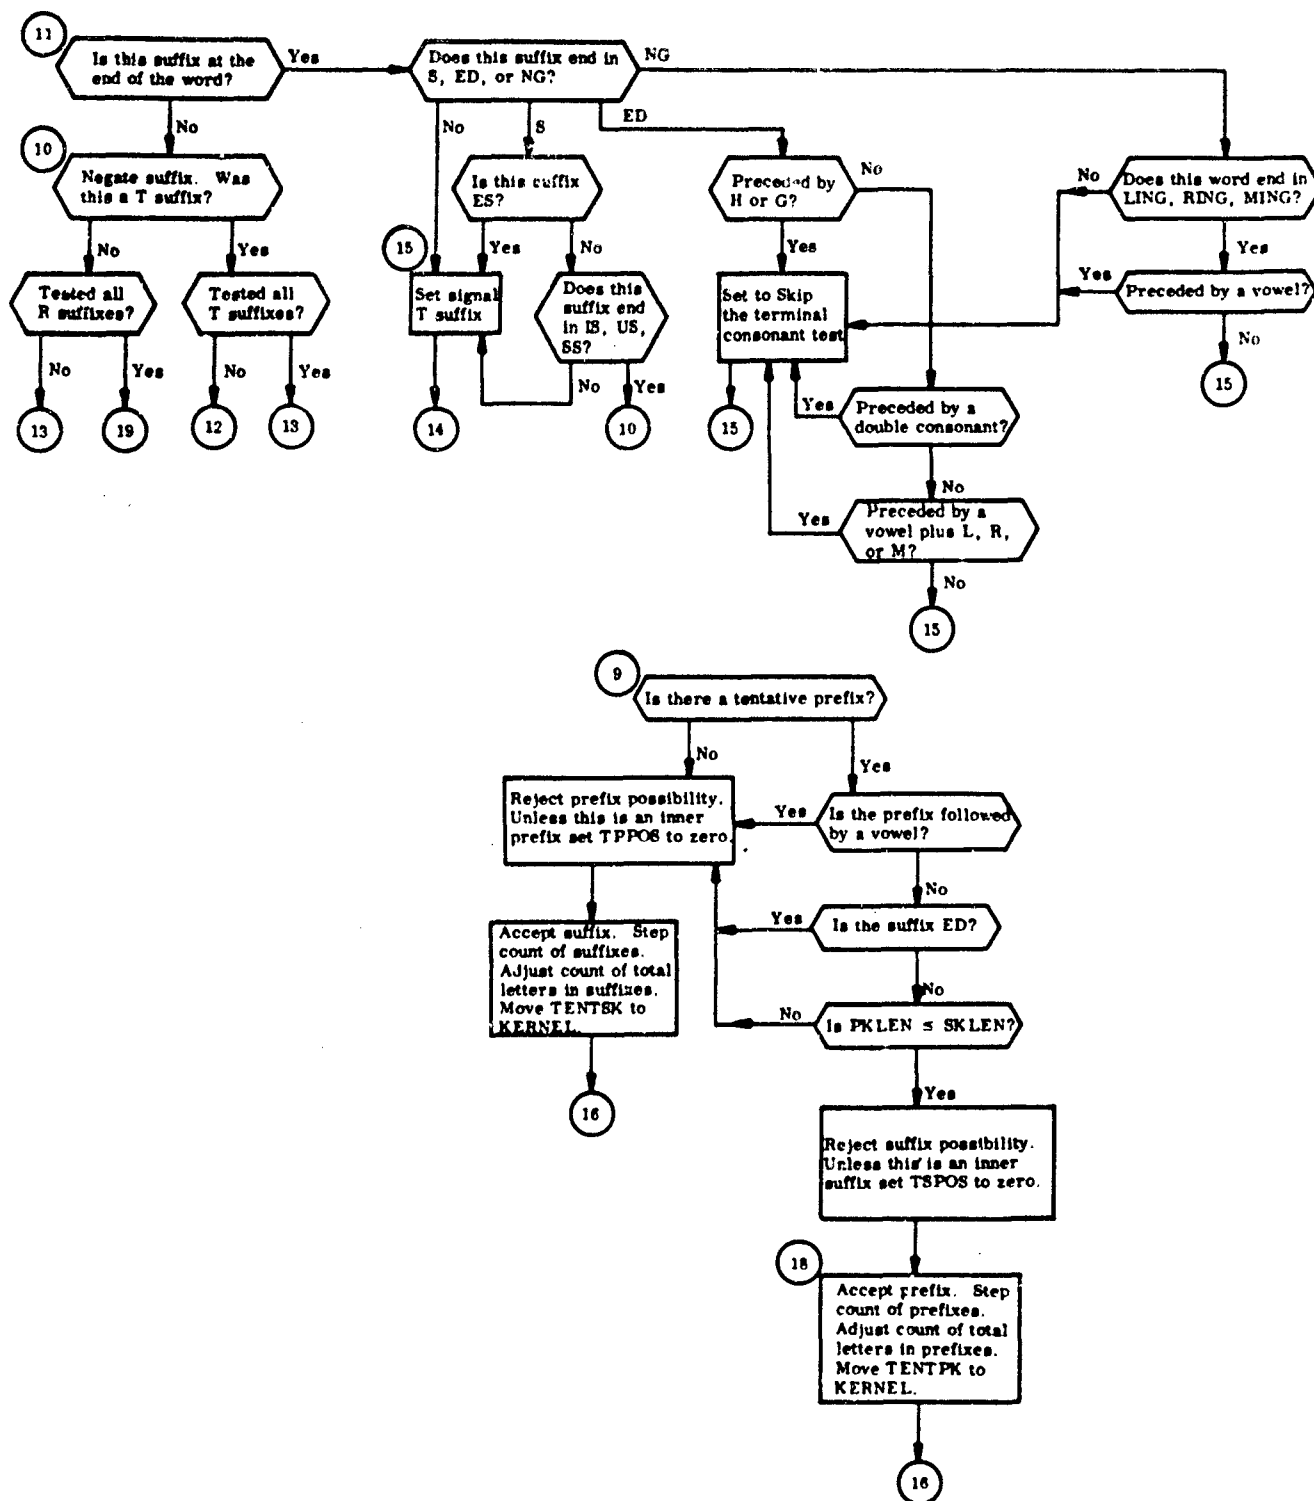 11
Is this suffix at the
end of the word?
Yes
No
Does this suffix end in
S, ED, or NG?
NG
No
S
ED
10
Negate suffix. Was
this a T suffix?
No
Yes
Tested all
R suffixes?
No
Yes
13
19
Tested all
T suffixes?
No
Yes
12
13
Is this cuffix
ES?
Yes
No
15
Set signal
T suffix
14
Does this
suffix end
in IS, US,
SS?
No
Yes
10
Preceded by
H or G?
No
Yes
Set to Skip
the terminal
consonant test
15
Does this word end in
LING, RING, MING?
No
Yes
Preceded by a vowel?
Yes
No
15
Preceded by a
double consonant?
Yes
No
Preceded by a
vowel plus L, R,
or M?
Yes
No
15
9
Is there a tentative prefix?
No
Yes
Reject prefix possibility.
Unless this is an inner
prefix set TPPOS to zero.
Is the prefix followed
by a vowel?
Yes
No
Accept suffix. Step
count of suffixes.
Adjust count of total
letters in suffixes.
Move TENTSK to
KERNEL.
16
Is the suffix ED?
Yes
No
Is PKLEN ≤ SKLEN?
No
Yes
Reject suffix possibility.
Unless this is an inner
suffix set TSPOS to zero.
18
Accept prefix. Step
count of prefixes.
Adjust count of total
letters in prefixes.
Move TENTPK to
KERNEL.
16